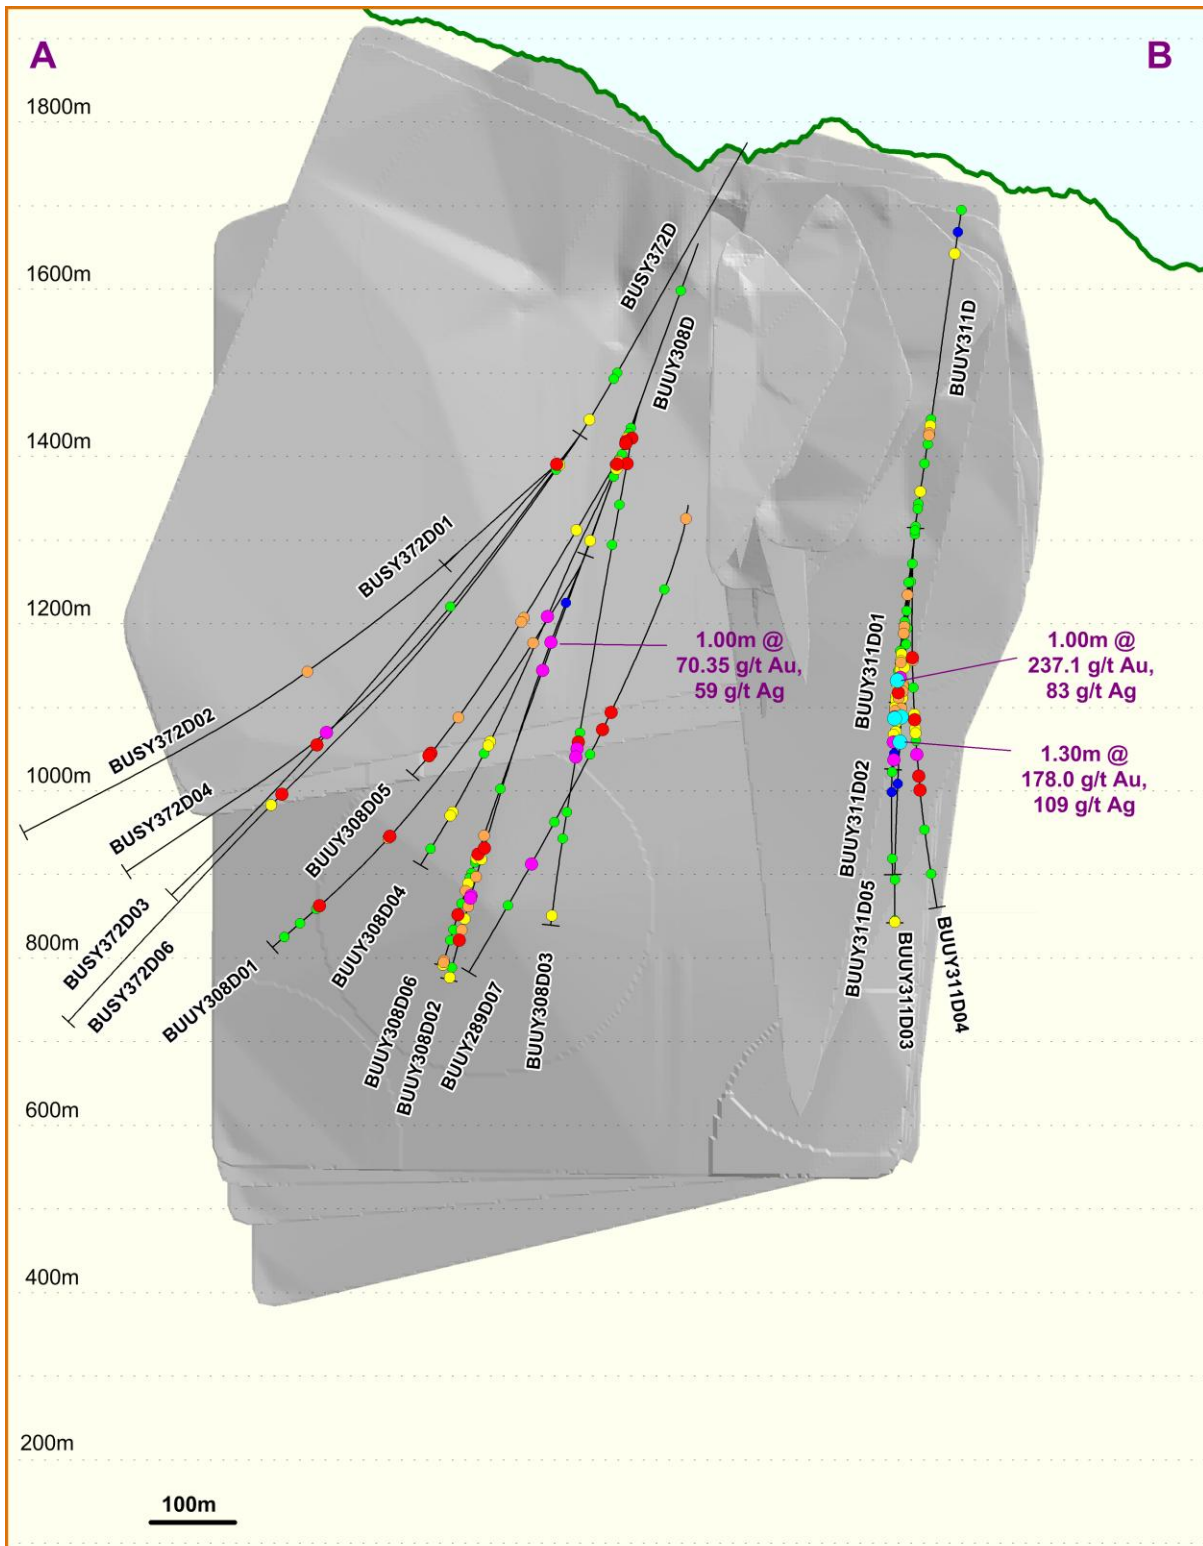 A
B
1800m
1600m
1400m
1200m
1000m
800m
600m
400m
200m
100m
BUSY372D
BUUY308D
BUUY311D
BUSY372D01
BUSY372D02
BUSY372D04
BUSY372D03
BUSY372D06
BUUY308D05
BUUY308D01
BUUY308D04
BUUY308D06
BUUY308D02
BUUY289D07
BUUY308D03
BUUY311D01
BUUY311D02
BUUY311D05
BUUY311D03
BUUY311D04
1.00m @
70.35 g/t Au,
59 g/t Ag
1.00m @
237.1 g/t Au,
83 g/t Ag
1.30m @
178.0 g/t Au,
109 g/t Ag